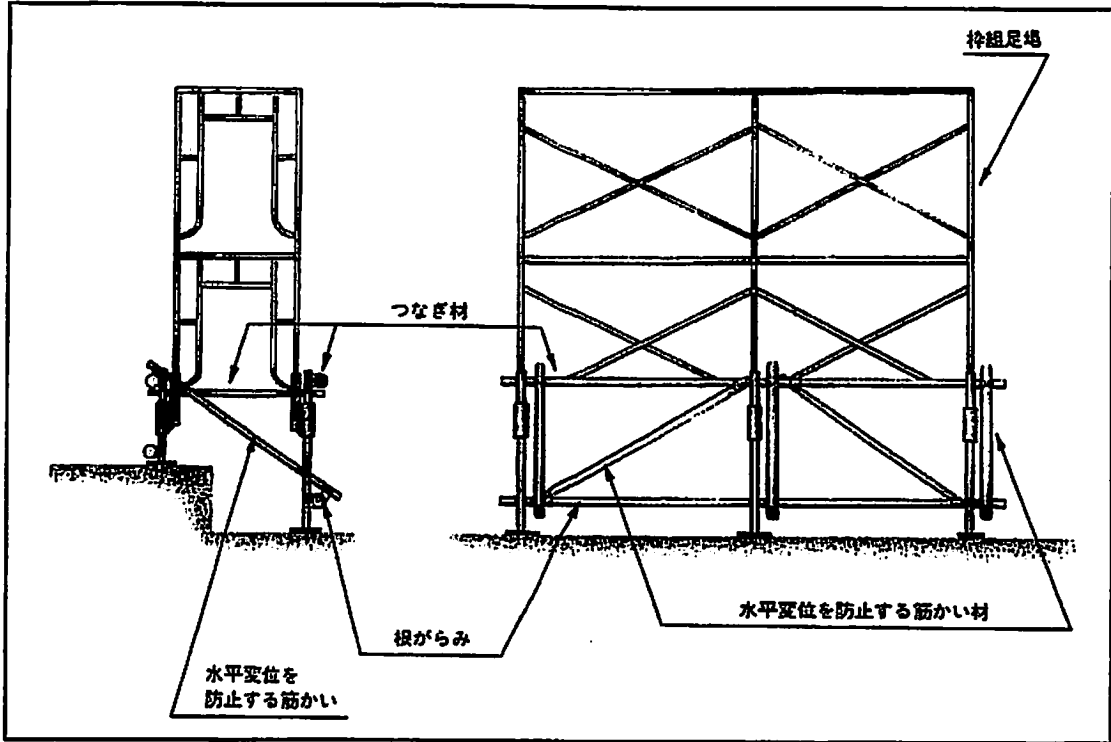 枠組足場
つなぎ材
水平変位を防止する筋かい材
根がらみ
水平変位を
防止する筋かい